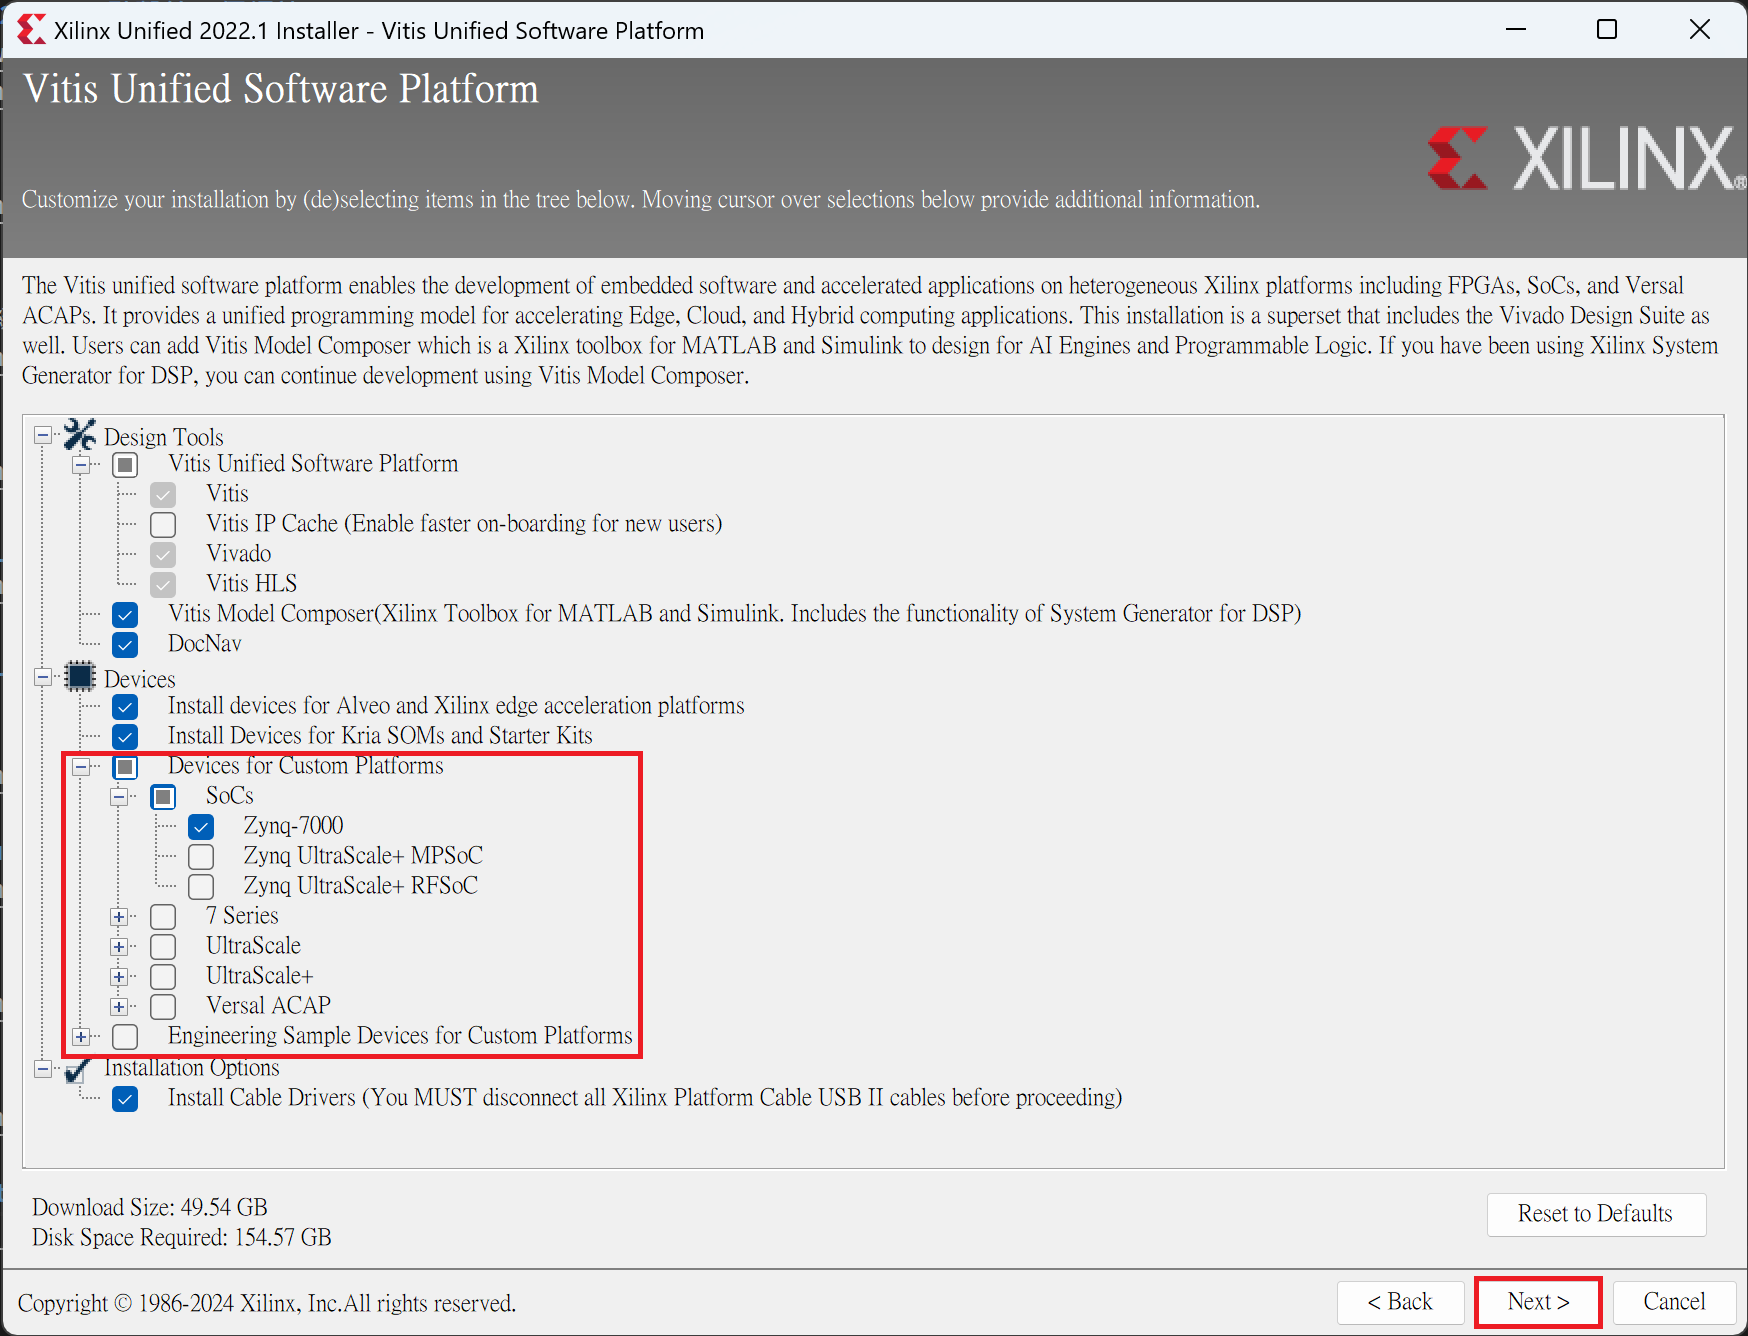 Xilinx Unified 2022.1 Installer - Vitis Unified Software Platform
Vitis Unified Software Platform
XILINX®
Customize your installation by (de)selecting items in the tree below. Moving cursor over selections below provide additional information.
The Vitis unified software platform enables the development of embedded software and accelerated applications on heterogeneous Xilinx platforms including FPGAs, SoCs, and Versal
ACAPs. It provides a unified programming model for accelerating Edge, Cloud, and Hybrid computing applications. This installation is a superset that includes the Vivado Design Suite as
well. Users can add Vitis Model Composer which is a Xilinx toolbox for MATLAB and Simulink to design for AI Engines and Programmable Logic. If you have been using Xilinx System
Generator for DSP, you can continue development using Vitis Model Composer.
Design Tools
Vitis Unified Software Platform
Vitis
Vitis IP Cache (Enable faster on-boarding for new users)
Vivado
Vitis HLS
Vitis Model Composer(Xilinx Toolbox for MATLAB and Simulink. Includes the functionality of System Generator for DSP)
DocNav
Devices
Install devices for Alveo and Xilinx edge acceleration platforms
Install Devices for Kria SOMs and Starter Kits
Devices for Custom Platforms
SoCs
Zynq-7000
Zynq UltraScale+ MPSoC
Zynq UltraScale+ RFSoC
7 Series
UltraScale
UltraScale+
Versal ACAP
Engineering Sample Devices for Custom Platforms
Installation Options
Install Cable Drivers (You MUST disconnect all Xilinx Platform Cable USB II cables before proceeding)
Download Size: 49.54 GB
Disk Space Required: 154.57 GB
Reset to Defaults
Copyright © 1986-2024 Xilinx, Inc.All rights reserved.
< Back
Next >
Cancel